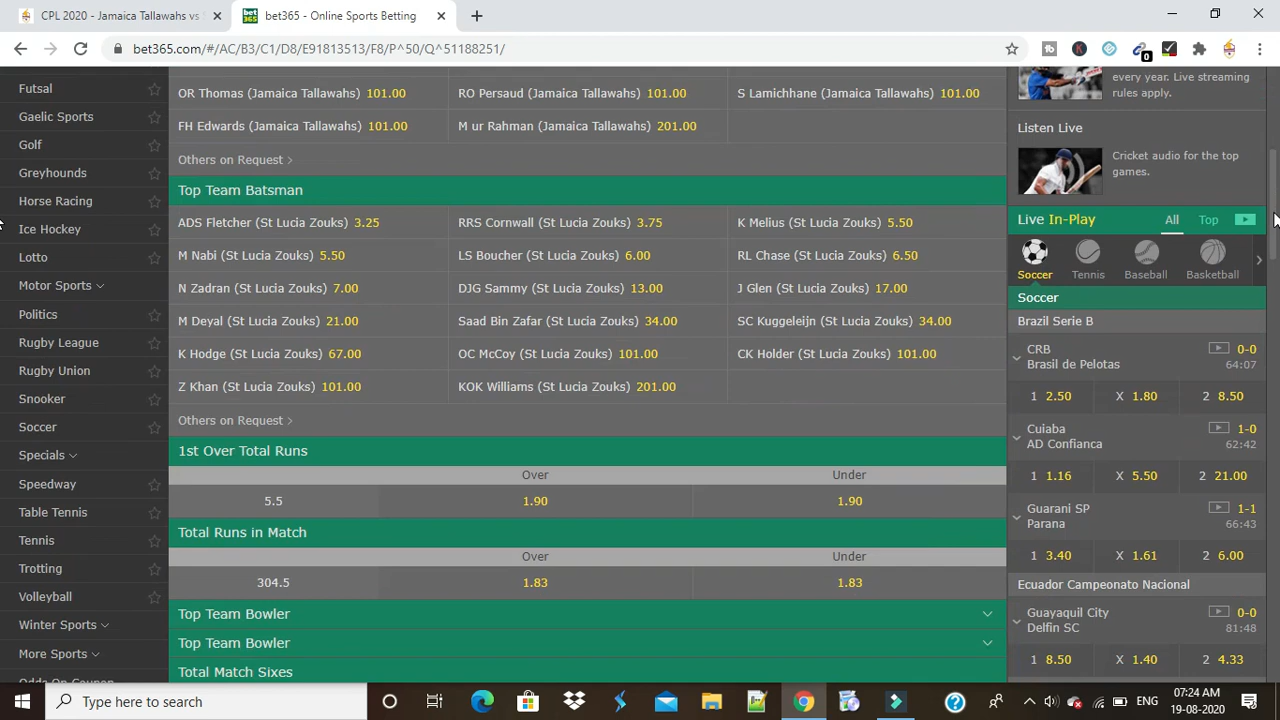 CPL 2020 - Jamaica Tallawahs vs
bet365 - Online Sports Betting
bet365.com/#/AC/B3/C1/D8/E91813513/F8/P^50/Q^51188251/
Futsal
Gaelic Sports
Golf
Greyhounds
Horse Racing
Ice Hockey
Lotto
Motor Sports
Politics
Rugby League
Rugby Union
Snooker
Soccer
Specials
Speedway
Table Tennis
Tennis
Trotting
Volleyball
Winter Sports
More Sports
Odds On Coupon
OR Thomas (Jamaica Tallawahs) 101.00 RO Persaud (Jamaica Tallawahs) 101.00 S Lamichhane (Jamaica Tallawahs) 101.00
FH Edwards (Jamaica Tallawahs) 101.00 M ur Rahman (Jamaica Tallawahs) 201.00
Others on Request
Top Team Batsman
ADS Fletcher (St Lucia Zouks) 3.25 RRS Cornwall (St Lucia Zouks) 3.75 K Melius (St Lucia Zouks) 5.50
M Nabi (St Lucia Zouks) 5.50 LS Boucher (St Lucia Zouks) 6.00 RL Chase (St Lucia Zouks) 6.50
N Zadran (St Lucia Zouks) 7.00 DJG Sammy (St Lucia Zouks) 13.00 J Glen (St Lucia Zouks) 17.00
M Deyal (St Lucia Zouks) 21.00 Saad Bin Zafar (St Lucia Zouks) 34.00 SC Kuggeleijn (St Lucia Zouks) 34.00
K Hodge (St Lucia Zouks) 67.00 OC McCoy (St Lucia Zouks) 101.00 CK Holder (St Lucia Zouks) 101.00
Z Khan (St Lucia Zouks) 101.00 KOK Williams (St Lucia Zouks) 201.00
Others on Request
1st Over Total Runs
Over Under
5.5 1.90 1.90
Total Runs in Match
Over Under
304.5 1.83 1.83
Top Team Bowler
Top Team Bowler
Total Match Sixes
every year. Live streaming
rules apply.
Listen Live
Cricket audio for the top
games.
Live In-Play All Top
Soccer Tennis Baseball Basketball
Soccer
Brazil Serie B
CRB 0-0
Brasil de Pelotas 64:07
1 2.50 X 1.80 2 8.50
Cuiaba 1-0
AD Confianca 62:42
1 1.16 X 5.50 2 21.00
Guarani SP 1-1
Parana 66:43
1 3.40 X 1.61 2 6.00
Ecuador Campeonato Nacional
Guayaquil City 0-0
Delfin SC 81:48
1 8.50 X 1.40 2 4.33
Type here to search
ENG
07:24 AM
19-08-2020
0
bet
365